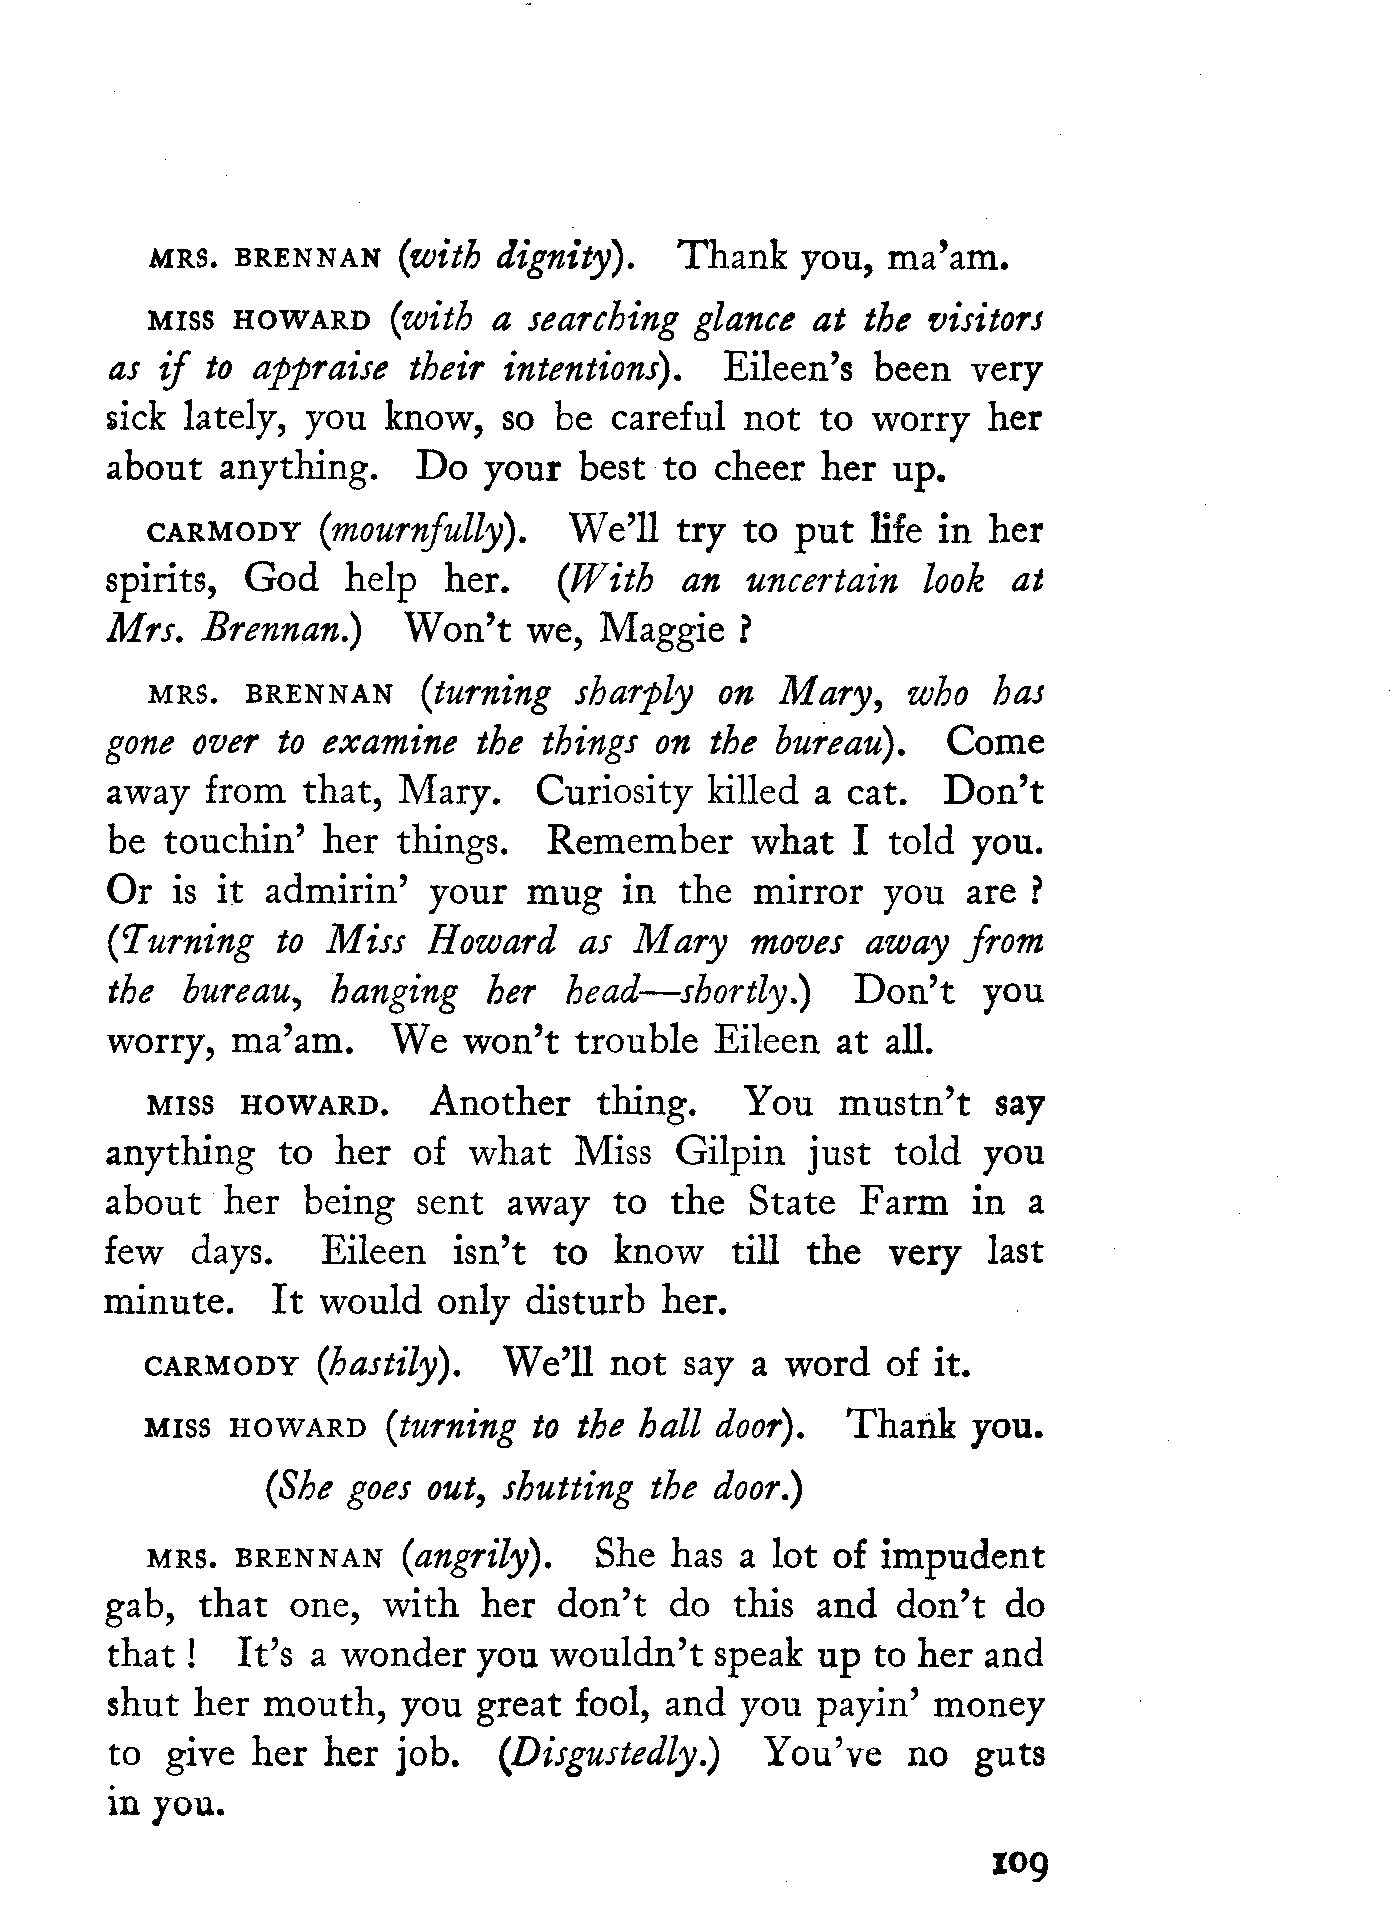 MRS. BRENNAN (with dignity). Thank you, ma’am.
MISS HOWARD (with a searching glance at the visitors
as if to appraise their intentions). Eileen’s been very
sick lately, you know, so be careful not to worry her
about anything. Do your best to cheer her up.
CARMODY (mournfully). We’ll try to put life in her
spirits, God help her. (With an uncertain look at
Mrs. Brennan.) Won’t we, Maggie ?
MRS. BRENNAN (turning sharply on Mary, who has
gone over to examine the things on the bureau). Come
away from that, Mary. Curiosity killed a cat. Don’t
be touchin’ her things. Remember what I told you.
Or is it admirin’ your mug in the mirror you are ?
(Turning to Miss Howard as Mary moves away from
the bureau, hanging her head—shortly.) Don’t you
worry, ma’am. We won’t trouble Eileen at all.
MISS HOWARD. Another thing. You mustn’t say
anything to her of what Miss Gilpin just told you
about her being sent away to the State Farm in a
few days. Eileen isn’t to know till the very last
minute. It would only disturb her.
CARMODY (hastily). We’ll not say a word of it.
MISS HOWARD (turning to the hall door). Thank you.
(She goes out, shutting the door.)
MRS. BRENNAN (angrily). She has a lot of impudent
gab, that one, with her don’t do this and don’t do
that ! It’s a wonder you wouldn’t speak up to her and
shut her mouth, you great fool, and you payin’ money
to give her her job. (Disgustedly.) You’ve no guts
in you.
109